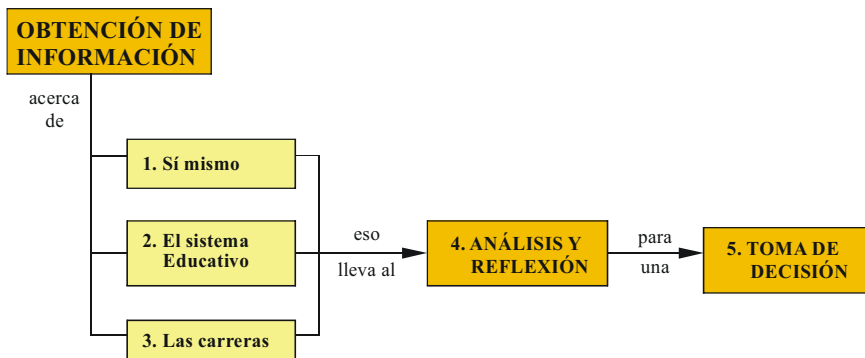 OBTENCIÓN DE
INFORMACIÓN
acerca
de
1. Sí mismo
2. El sistema
Educativo
3. Las carreras
eso
lleva al
4. ANÁLISIS Y
REFLEXIÓN
para
una
5. TOMA DE
DECISIÓN